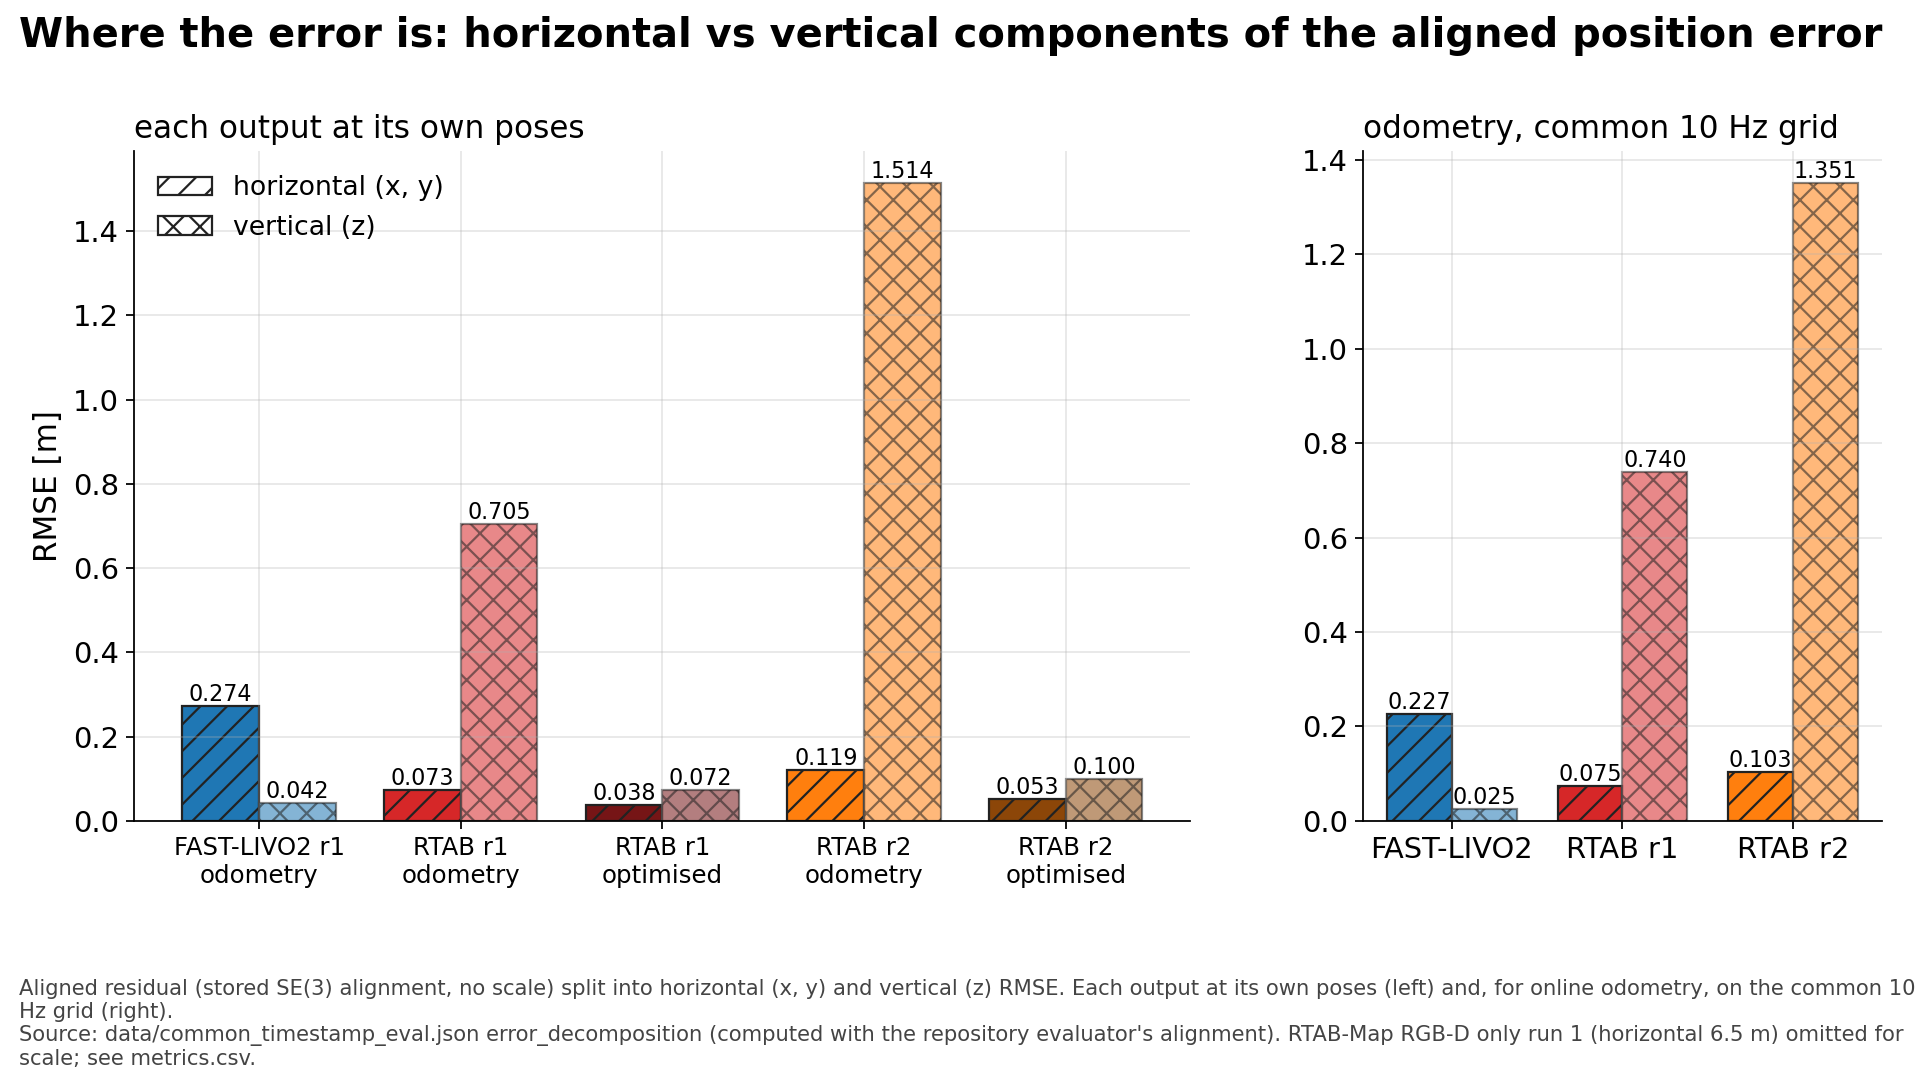 Where the error is: horizontal vs vertical components of the aligned position error
each output at its own poses
horizontal (x, y)
vertical (z)
RMSE [m]
1.4
1.2
1.0
0.8
0.6
0.4
0.2
0.0
0.274
0.042
0.073
0.705
0.038
0.072
0.119
1.514
0.053
0.100
FAST-LIVO2 r1
odometry
RTAB r1
odometry
RTAB r1
optimised
RTAB r2
odometry
RTAB r2
optimised
odometry, common 10 Hz grid
1.4
1.2
1.0
0.8
0.6
0.4
0.2
0.0
0.227
0.025
0.075
0.740
0.103
1.351
FAST-LIVO2
RTAB r1
RTAB r2
Aligned residual (stored SE(3) alignment, no scale) split into horizontal (x, y) and vertical (z) RMSE. Each output at its own poses (left) and, for online odometry, on the common 10
Hz grid (right).
Source: data/common_timestamp_eval.json error_decomposition (computed with the repository evaluator's alignment). RTAB-Map RGB-D only run 1 (horizontal 6.5 m) omitted for
scale; see metrics.csv.